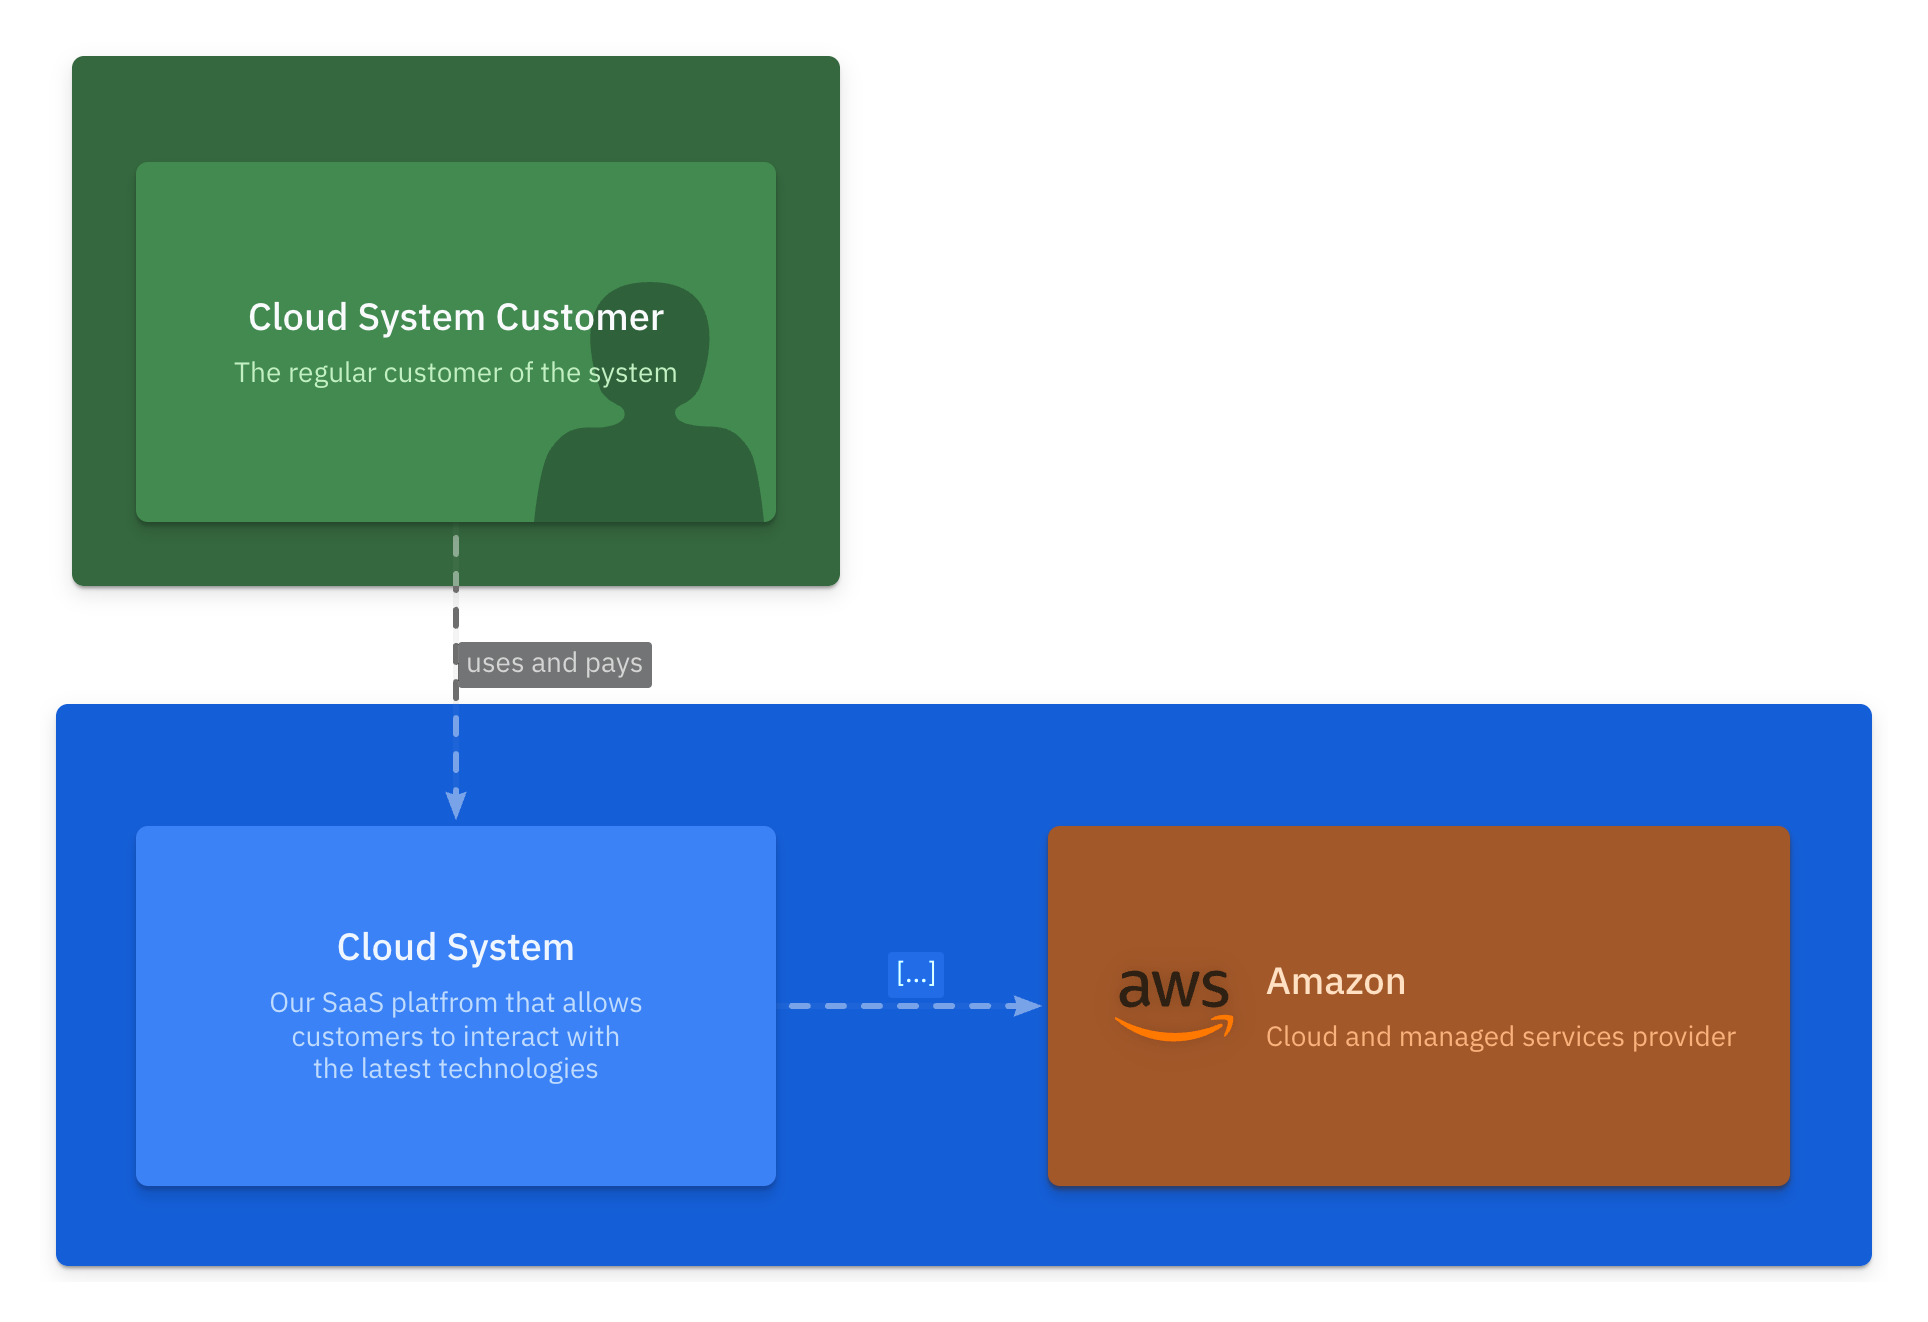 Cloud System Customer
The regular customer of the system
uses and pays
Cloud System
Our SaaS platfrom that allows
customers to interact with
the latest technologies
[...]
aws
Amazon
Cloud and managed services provider